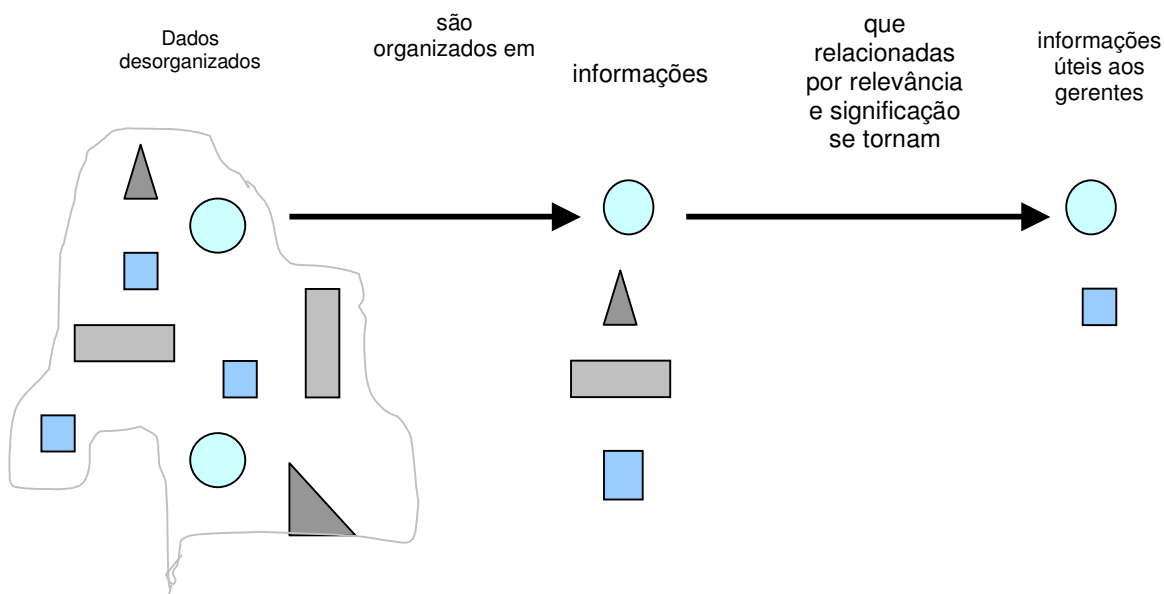 Dados
desorganizados
são
organizados em
informações
que
relacionadas
por relevância
e significação
se tornam
informações
úteis aos
gerentes